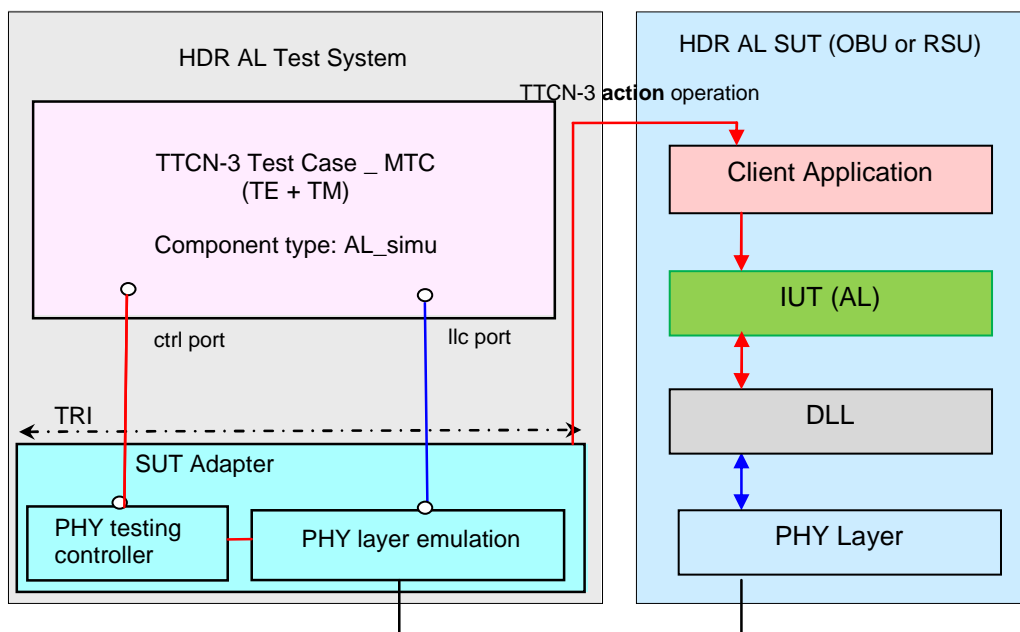 HDR AL Test System
TTCN-3 Test Case _ MTC
(TE + TM)
Component type: AL_simu
ctrl port
llc port
TRI
SUT Adapter
PHY testing
controller
PHY layer emulation
TTCN-3 action operation
HDR AL SUT (OBU or RSU)
Client Application
IUT (AL)
DLL
PHY Layer